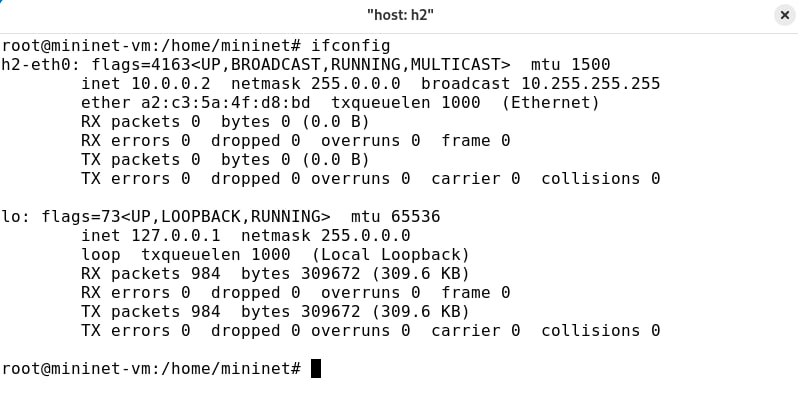 "host: h2"
root@mininet-vm:/home/mininet# ifconfig
h2-eth0: flags=4163<UP,BROADCAST,RUNNING,MULTICAST>  mtu 1500
        inet 10.0.0.2  netmask 255.0.0.0  broadcast 10.255.255.255
        ether a2:c3:5a:4f:d8:bd  txqueuelen 1000  (Ethernet)
        RX packets 0  bytes 0 (0.0 B)
        RX errors 0  dropped 0  overruns 0  frame 0
        TX packets 0  bytes 0 (0.0 B)
        TX errors 0  dropped 0 overruns 0  carrier 0  collisions 0

lo: flags=73<UP,LOOPBACK,RUNNING>  mtu 65536
        inet 127.0.0.1  netmask 255.0.0.0
        loop  txqueuelen 1000  (Local Loopback)
        RX packets 984  bytes 309672 (309.6 KB)
        RX errors 0  dropped 0  overruns 0  frame 0
        TX packets 984  bytes 309672 (309.6 KB)
        TX errors 0  dropped 0 overruns 0  carrier 0  collisions 0

root@mininet-vm:/home/mininet#